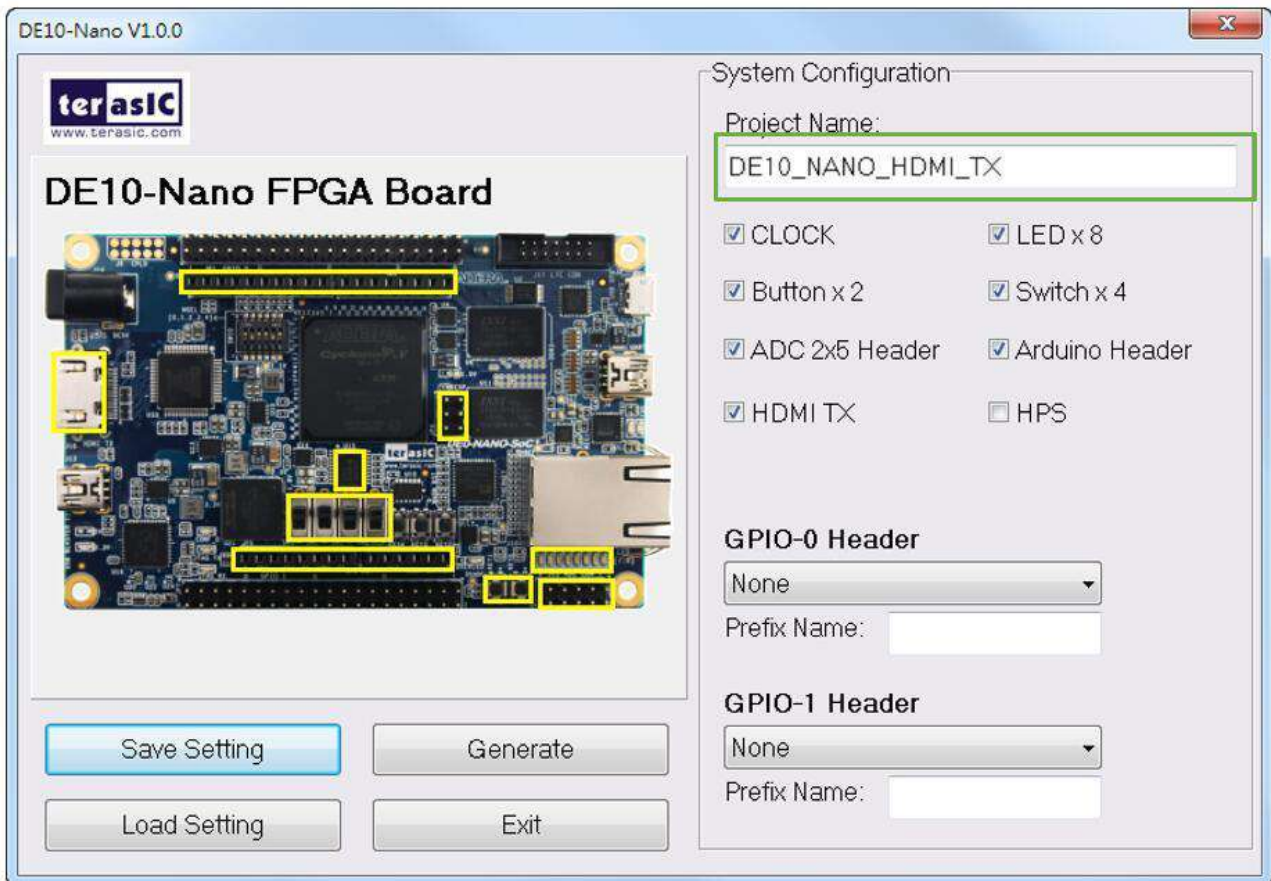 DE10-Nano V1.0.0
terasIC
www.terasic.com
DE10-Nano FPGA Board
Save Setting
Generate
Load Setting
Exit
System Configuration
Project Name:
DE10_NANO_HDMI_TX
CLOCK
LED x 8
Button x 2
Switch x 4
ADC 2x5 Header
Arduino Header
HDMI TX
HPS
GPIO-0 Header
None
Prefix Name:
GPIO-1 Header
None
Prefix Name: